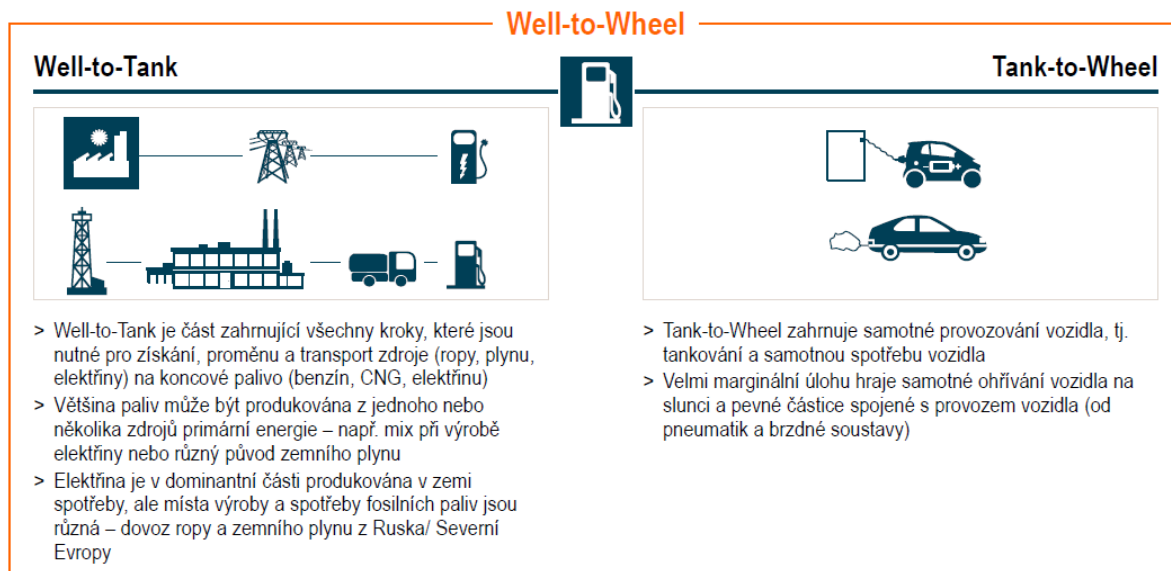 Well-to-Wheel
Well-to-Tank
Tank-to-Wheel
> Well-to-Tank je část zahrnující všechny kroky, které jsou
nutné pro získání, proměnu a transport zdroje (ropy, plynu,
elektřiny) na koncové palivo (benzín, CNG, elektřinu)
> Většina paliv může být produkována z jednoho nebo
několika zdrojů primární energie – např. mix při výrobě
elektřiny nebo různý původ zemního plynu
> Elektřina je v dominantní části produkována v zemi
spotřeby, ale místa výroby a spotřeby fosilních paliv jsou
různá – dovoz ropy a zemního plynu z Ruska/ Severní
Evropy
> Tank-to-Wheel zahrnuje samotné provozování vozidla, tj.
tankování a samotnou spotřebu vozidla
> Velmi marginální úlohu hraje samotné ohřívání vozidla na
slunci a pevné částice spojené s provozem vozidla (od
pneumatik a brzdné soustavy)